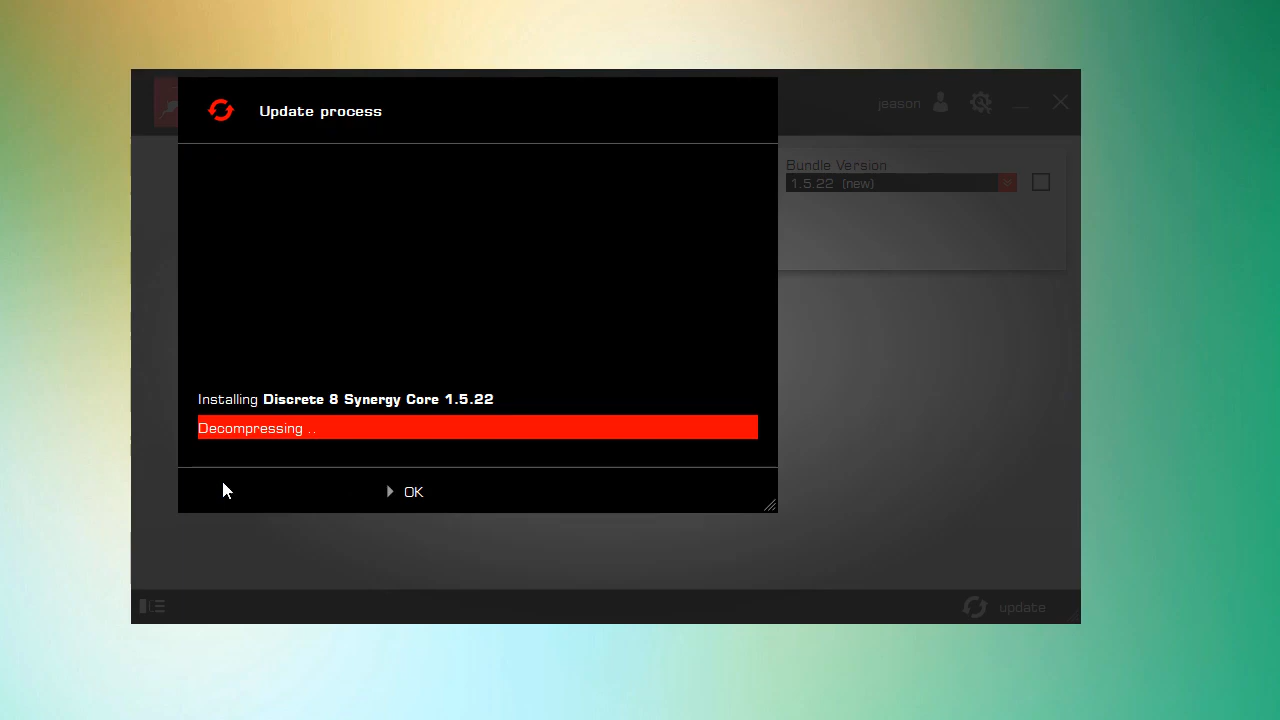 Update process
jeason
Bundle Version
1.5.22 (new)
Installing Discrete 8 Synergy Core 1.5.22
Decompressing ..
OK
update